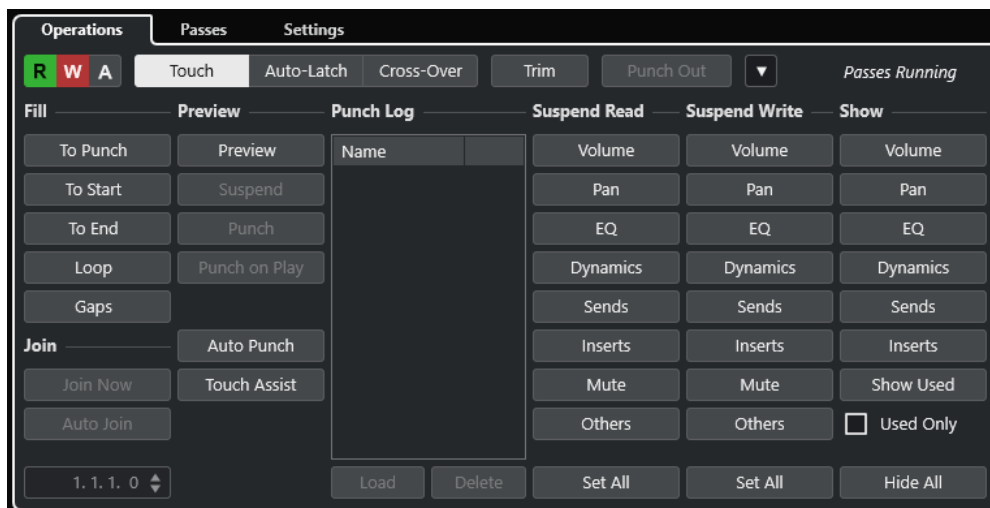 Operations Passes Settings
R W A Touch Auto-Latch Cross-Over Trim Punch Out Passes Running
Fill Preview Punch Log Suspend Read Suspend Write Show
To Punch Preview Name Volume Volume Volume
To Start Suspend Pan Pan Pan
To End Punch EQ EQ EQ
Loop Punch on Play Dynamics Dynamics Dynamics
Gaps Sends Sends Sends
Join Auto Punch Inserts Inserts Inserts
Join Now Touch Assist Mute Mute Show Used
Auto Join Others Others Used Only
1. 1. 1. 0 Load Delete Set All Set All Hide All